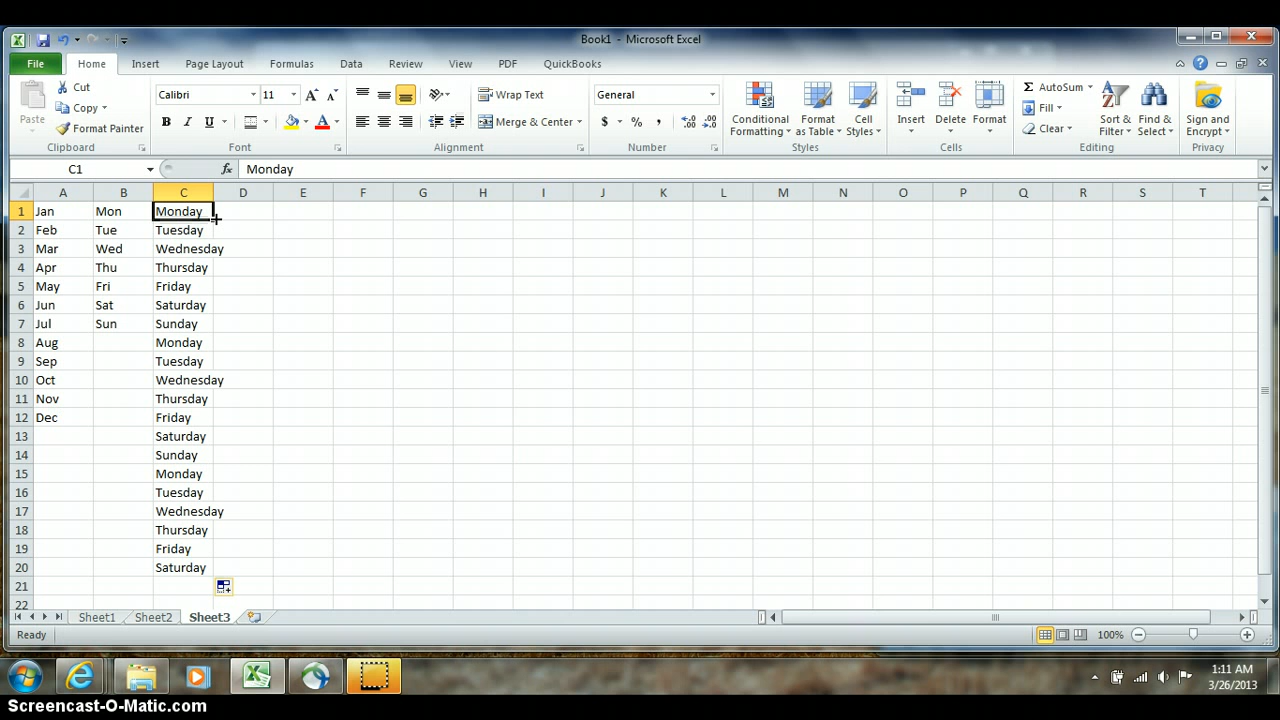 Book1 - Microsoft Excel
File Home Insert Page Layout Formulas Data Review View PDF QuickBooks
Paste Cut Copy Format Painter
Calibri 11 B I U A A A
Wrap Text Merge & Center
General $ % , .0 .00 .00 .0
Conditional Formatting Format as Table Cell Styles
Insert Delete Format
AutoSum Fill Clear Sort & Filter Find & Select
Sign and Encrypt
Clipboard Font Alignment Number Styles Cells Editing Privacy
C1 fx Monday
A B C D E F G H I J K L M N O P Q R S T
1 Jan Mon Monday
2 Feb Tue Tuesday
3 Mar Wed Wednesday
4 Apr Thu Thursday
5 May Fri Friday
6 Jun Sat Saturday
7 Jul Sun Sunday
8 Aug Monday
9 Sep Tuesday
10 Oct Wednesday
11 Nov Thursday
12 Dec Friday
13 Saturday
14 Sunday
15 Monday
16 Tuesday
17 Wednesday
18 Thursday
19 Friday
20 Saturday
21
22
Sheet1 Sheet2 Sheet3
Ready 100%
1:11 AM
3/26/2013
Screencast-O-Matic.com